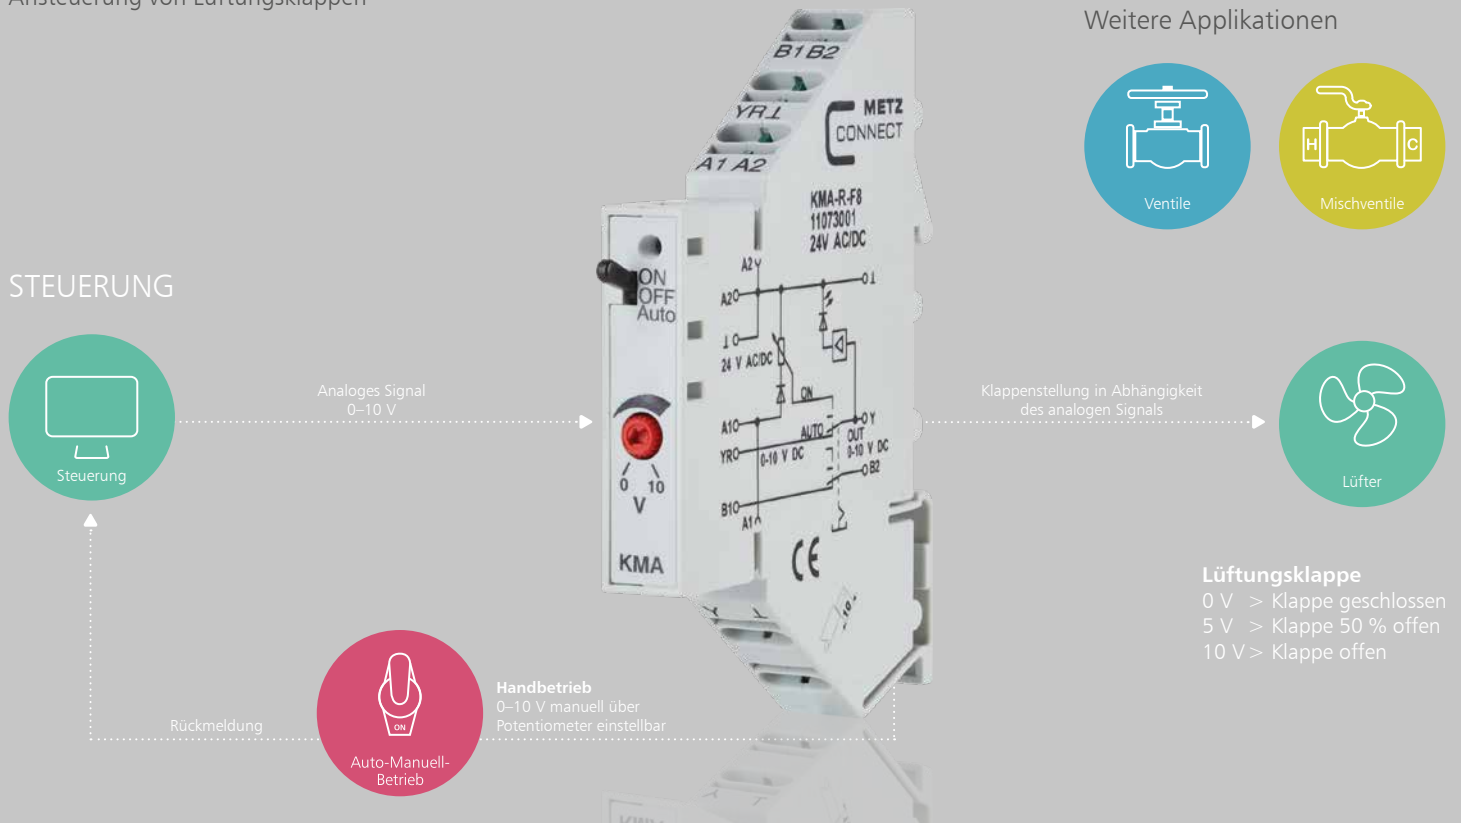 Ansteuerung von Lüftungsklappen
Weitere Applikationen
Ventile
H
C
Mischventile
STEUERUNG
Steuerung
Analoges Signal
0–10 V
B1 B2
YR⊥
A1 A2
METZ
CONNECT
KMA-R-F8
11073001
24V AC/DC
ON
OFF
Auto
0 10
V
KMA
A2
A2
⊥
⊥
24 V AC/DC
ON
A1
AUTO
Y
YR
0-10 V DC
OUT
0-10 V DC
B2
B1
A1
CE
10
Y Y
Klappenstellung in Abhängigkeit
des analogen Signals
Lüfter
Lüftungsklappe
0 V > Klappe geschlossen
5 V > Klappe 50 % offen
10 V > Klappe offen
Rückmeldung
ON
Auto-Manuell-
Betrieb
Handbetrieb
0–10 V manuell über
Potentiometer einstellbar